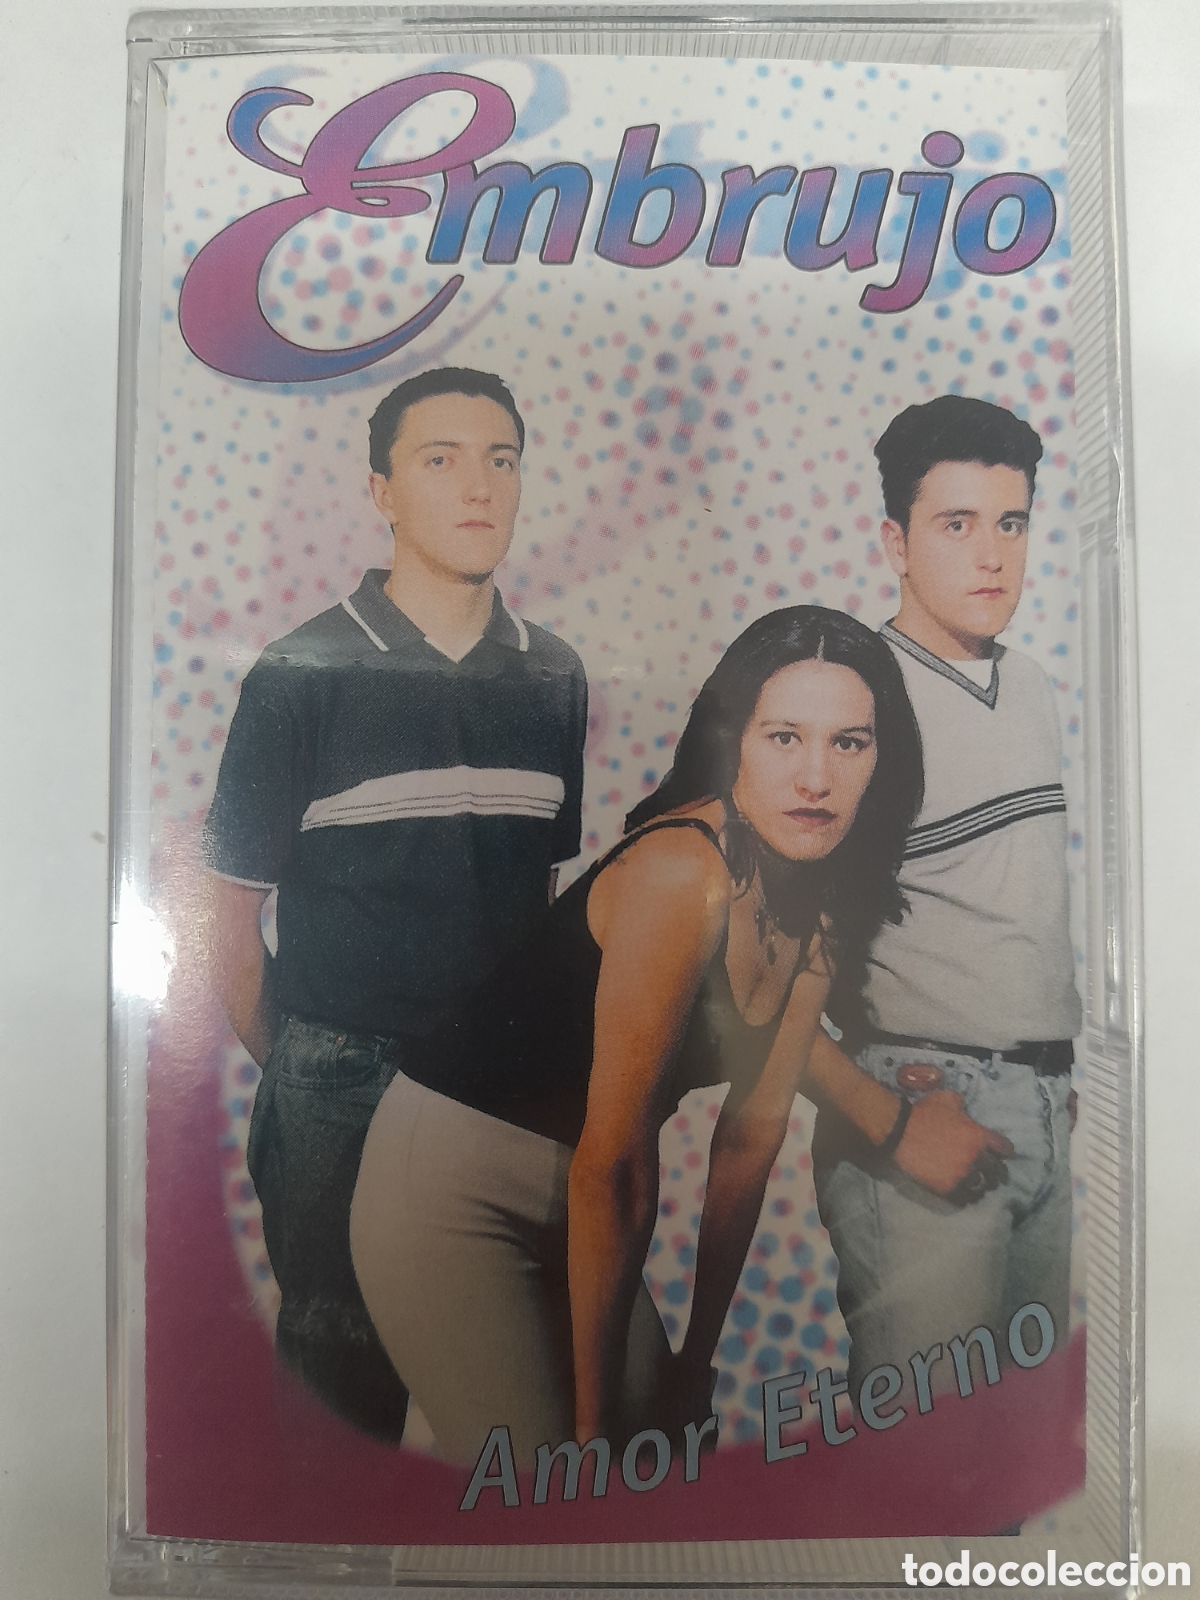 Embrujo
Amor Eterno
todocoleccion